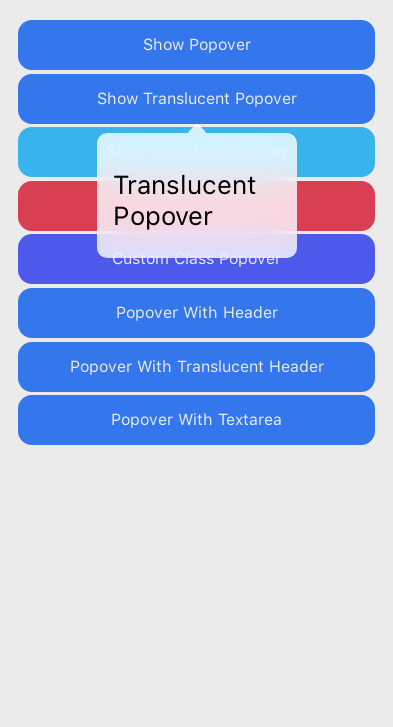 Show Popover
Show Translucent Popover
Translucent
Popover
Custom Class Popover
Popover With Header
Popover With Translucent Header
Popover With Textarea